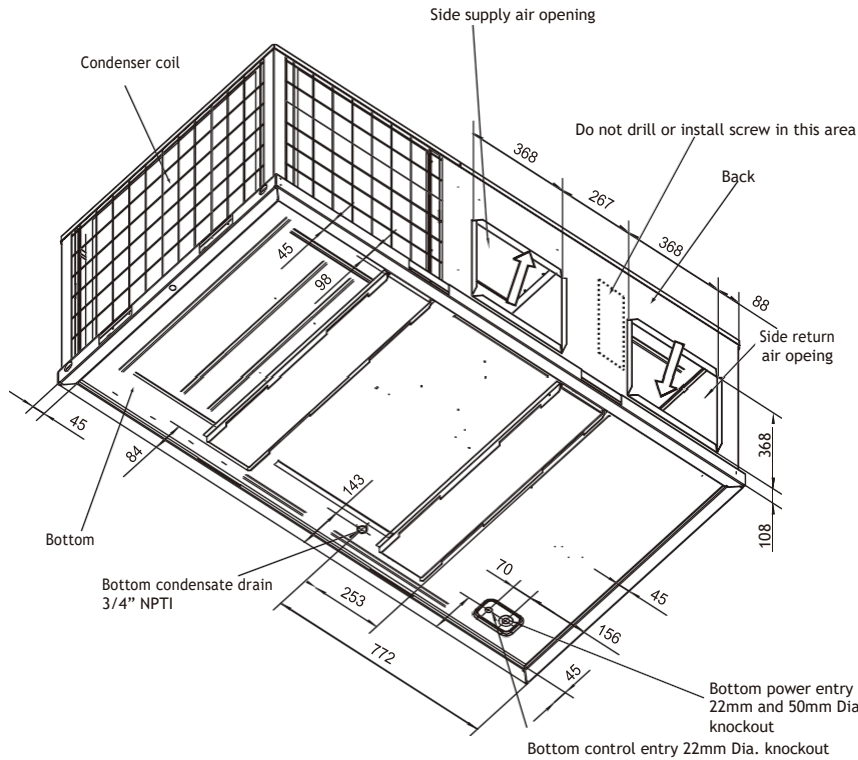 Side supply air opening
Condenser coil
Do not drill or install screw in this area
368
Back
267
368
45
98
88
Side return
air opeing
45
84
368
143
108
Bottom
70
Bottom condensate drain
3/4” NPTI
253
45
156
772
45
Bottom power entry
22mm and 50mm Dia
knockout
Bottom control entry 22mm Dia. knockout